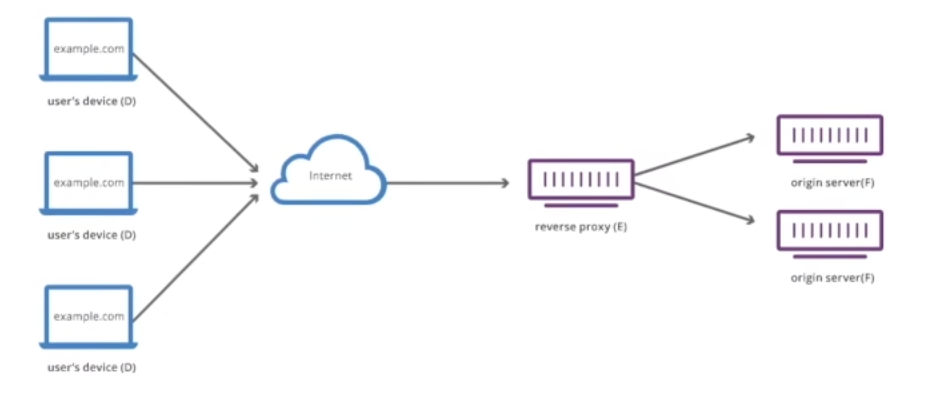 example.com
user's device (D)
example.com
user's device (D)
example.com
user's device (D)
Internet
reverse proxy (E)
origin server(F)
origin server(F)